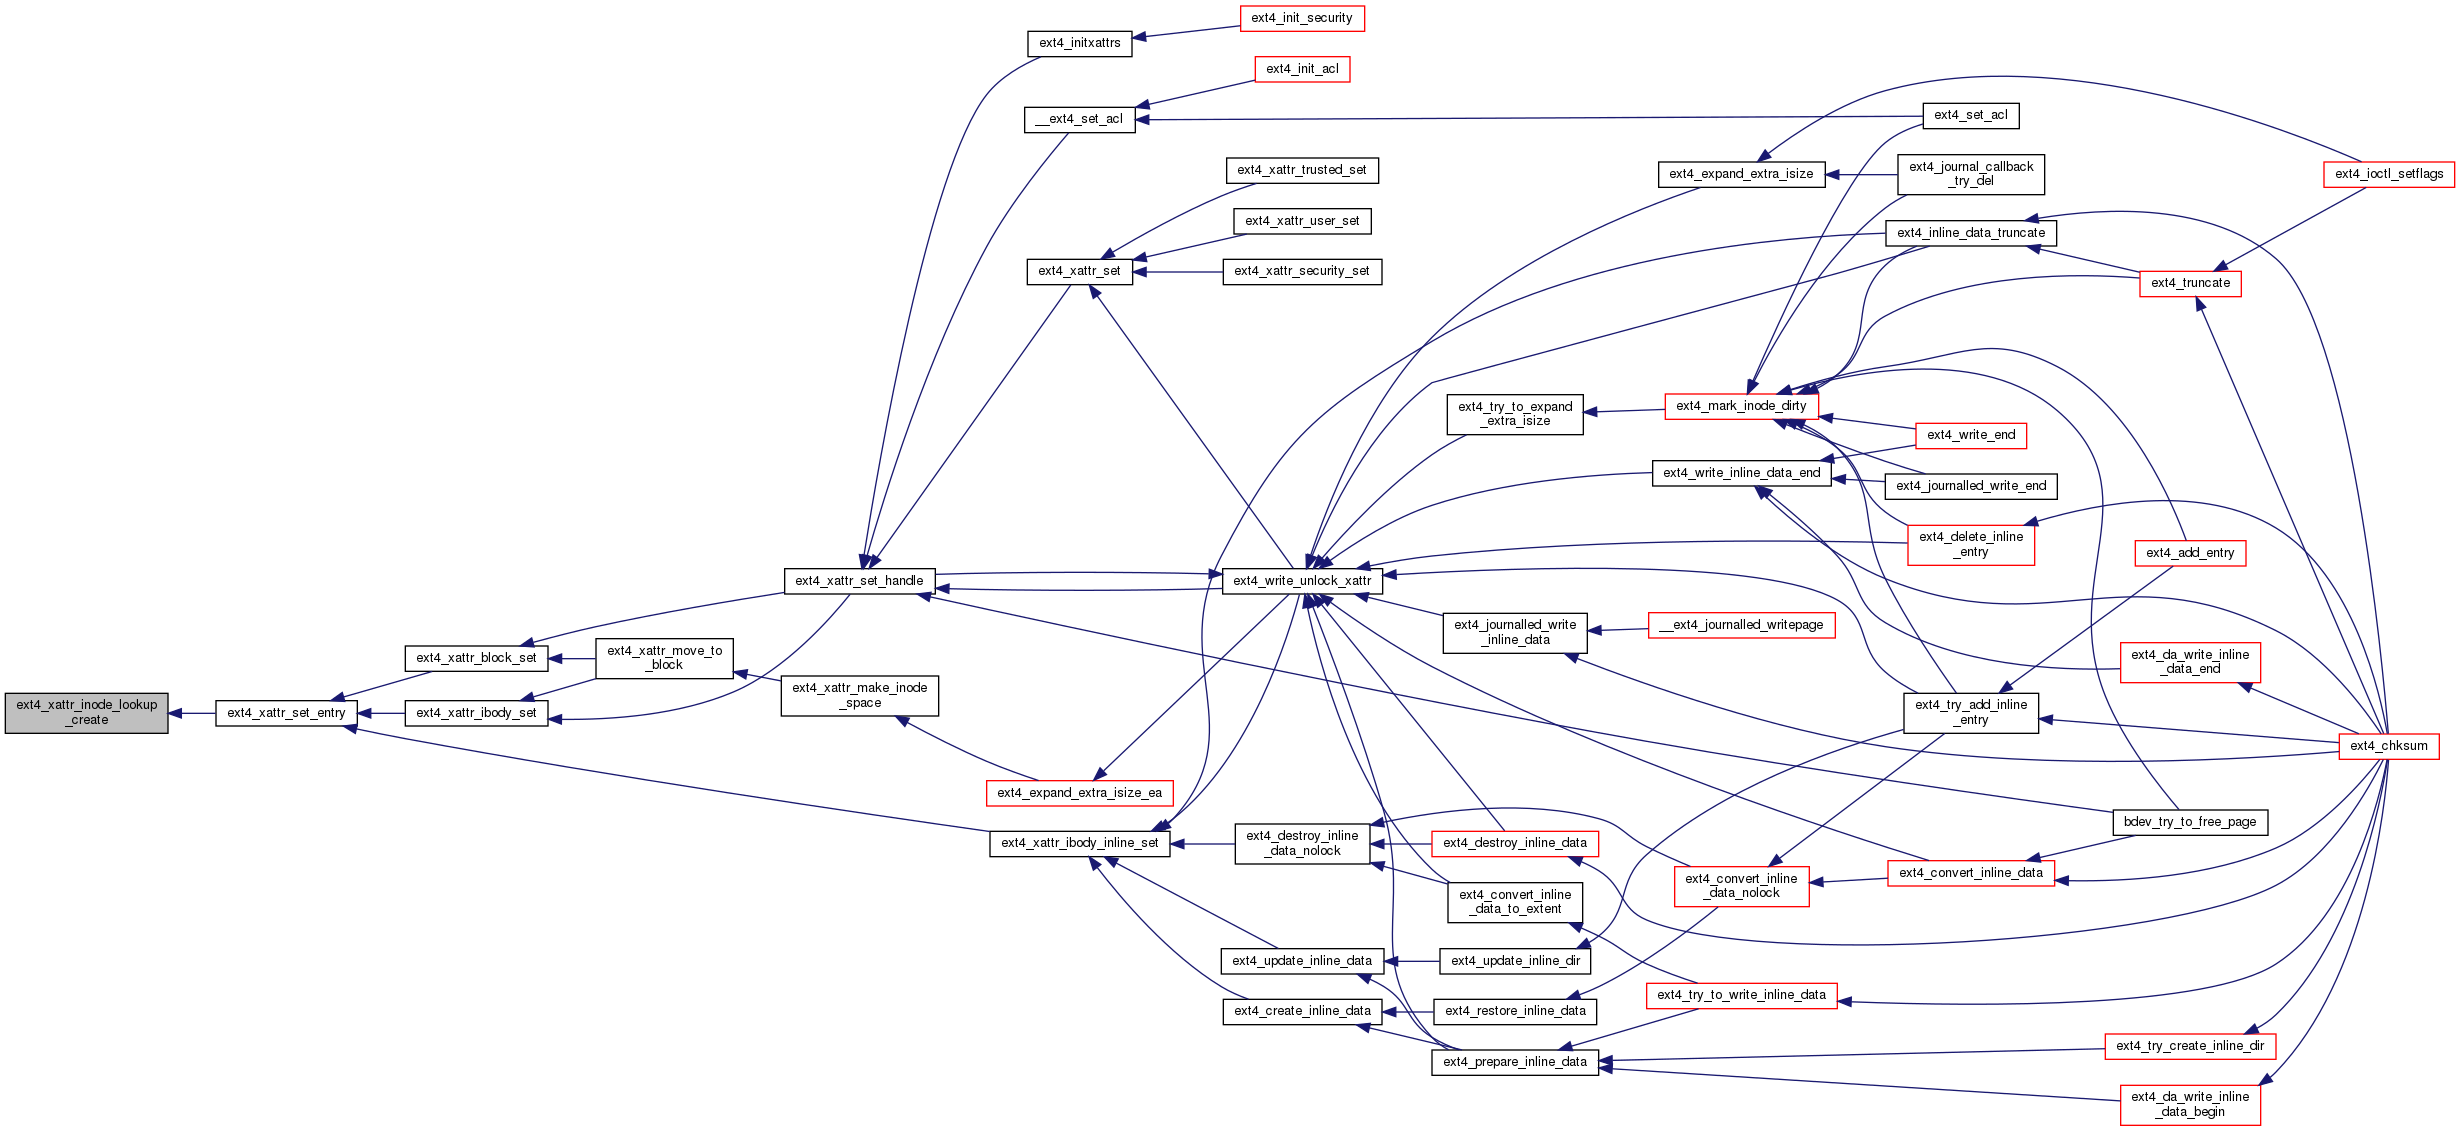 ext4_init_security
ext4_initxattrs
ext4_init_acl
__ext4_set_acl
ext4_set_acl
ext4_xattr_trusted_set
ext4_expand_extra_isize
ext4_journal_callback
_try_del
ext4_ioctl_setflags
ext4_xattr_user_set
ext4_inline_data_truncate
ext4_xattr_set
ext4_xattr_security_set
ext4_truncate
ext4_try_to_expand
_extra_isize
ext4_mark_inode_dirty
ext4_write_end
ext4_write_inline_data_end
ext4_journalled_write_end
ext4_delete_inline
_entry
ext4_add_entry
ext4_xattr_set_handle
ext4_write_unlock_xattr
ext4_journalled_write
_inline_data
__ext4_journalled_writepage
ext4_xattr_block_set
ext4_xattr_move_to
_block
ext4_da_write_inline
_data_end
ext4_xattr_make_inode
_space
ext4_xattr_inode_lookup
_create
ext4_xattr_set_entry
ext4_xattr_ibody_set
ext4_try_add_inline
_entry
ext4_chksum
ext4_expand_extra_isize_ea
bdev_try_to_free_page
ext4_xattr_ibody_inline_set
ext4_destroy_inline
_data_nolock
ext4_destroy_inline_data
ext4_convert_inline
_data_nolock
ext4_convert_inline_data
ext4_convert_inline
_data_to_extent
ext4_update_inline_data
ext4_update_inline_dir
ext4_try_to_write_inline_data
ext4_create_inline_data
ext4_restore_inline_data
ext4_try_create_inline_dir
ext4_prepare_inline_data
ext4_da_write_inline
_data_begin